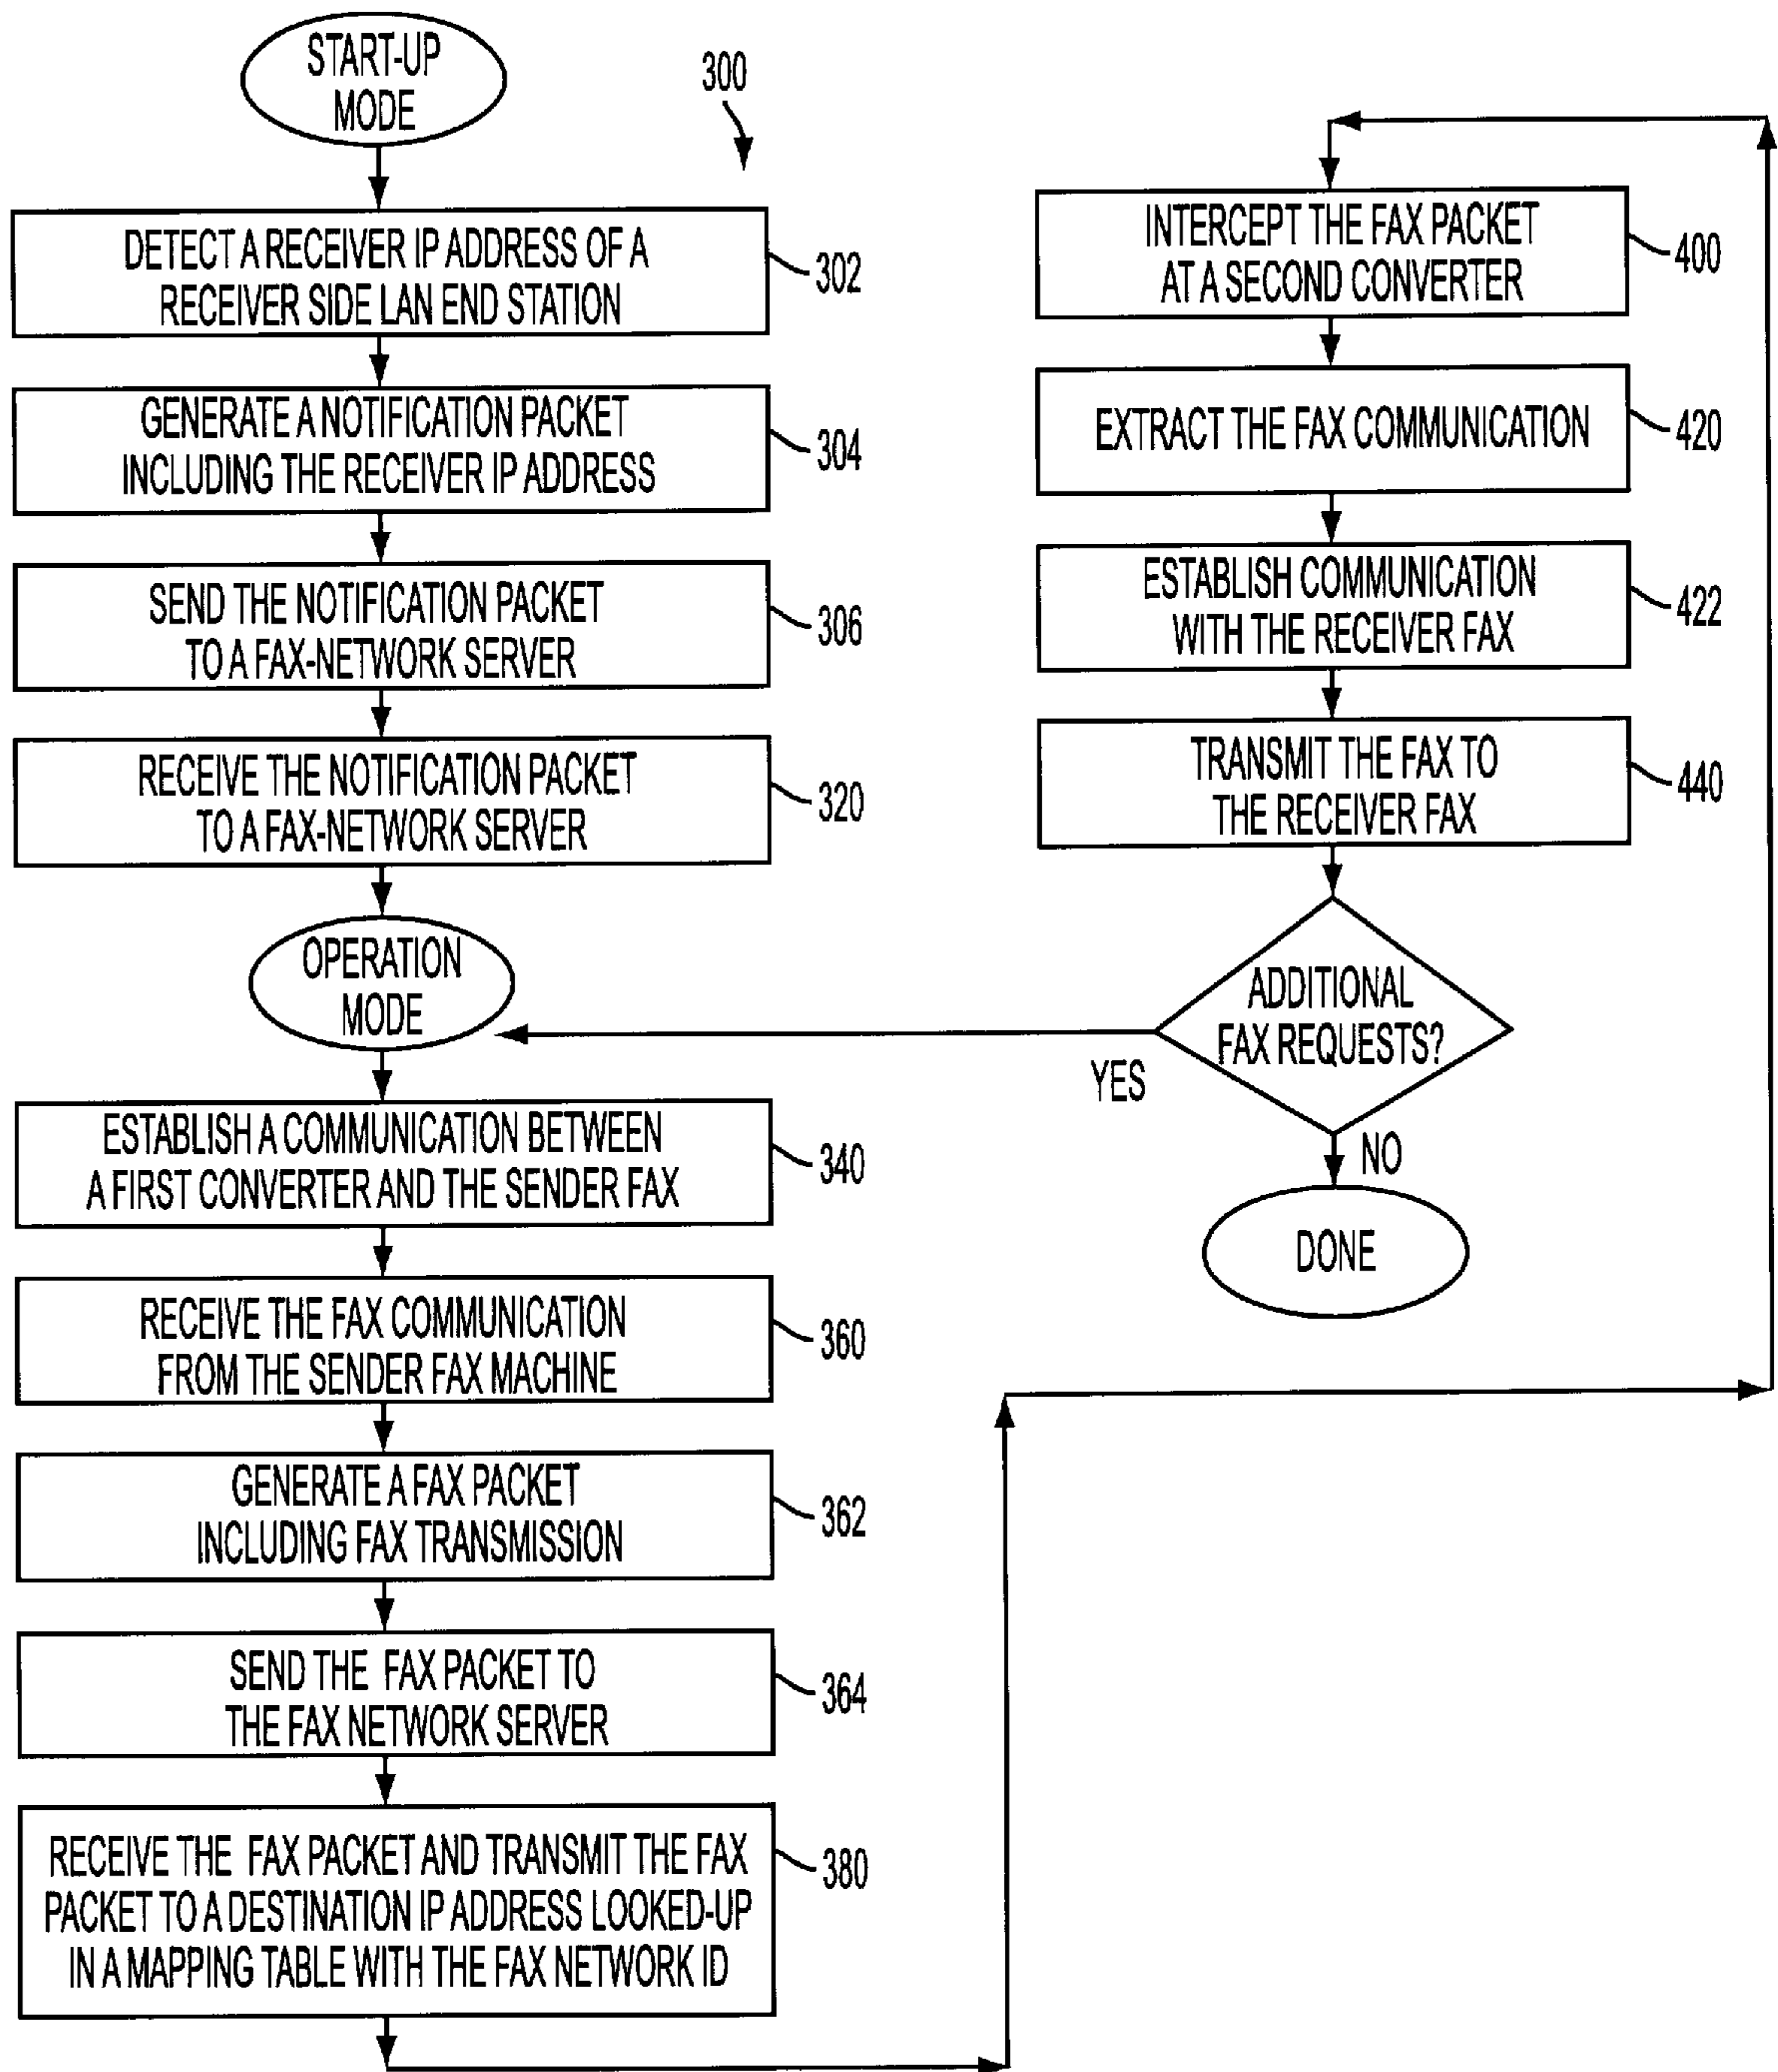 START-UP
MODE
300
DETECT A RECEIVER IP ADDRESS OF A
RECEIVER SIDE LAN END STATION
302
GENERATE A NOTIFICATION PACKET
INCLUDING THE RECEIVER IP ADDRESS
304
SEND THE NOTIFICATION PACKET
TO A FAX-NETWORK SERVER
306
RECEIVE THE NOTIFICATION PACKET
TO A FAX-NETWORK SERVER
320
OPERATION
MODE
ESTABLISH A COMMUNICATION BETWEEN
A FIRST CONVERTER AND THE SENDER FAX
340
RECEIVE THE FAX COMMUNICATION
FROM THE SENDER FAX MACHINE
360
GENERATE A FAX PACKET
INCLUDING FAX TRANSMISSION
362
SEND THE FAX PACKET TO
THE FAX NETWORK SERVER
364
RECEIVE THE FAX PACKET AND TRANSMIT THE FAX
PACKET TO A DESTINATION IP ADDRESS LOOKED-UP
IN A MAPPING TABLE WITH THE FAX NETWORK ID
380
INTERCEPT THE FAX PACKET
AT A SECOND CONVERTER
400
EXTRACT THE FAX COMMUNICATION
420
ESTABLISH COMMUNICATION
WITH THE RECEIVER FAX
422
TRANSMIT THE FAX TO
THE RECEIVER FAX
440
ADDITIONAL
FAX REQUESTS?
YES
NO
DONE